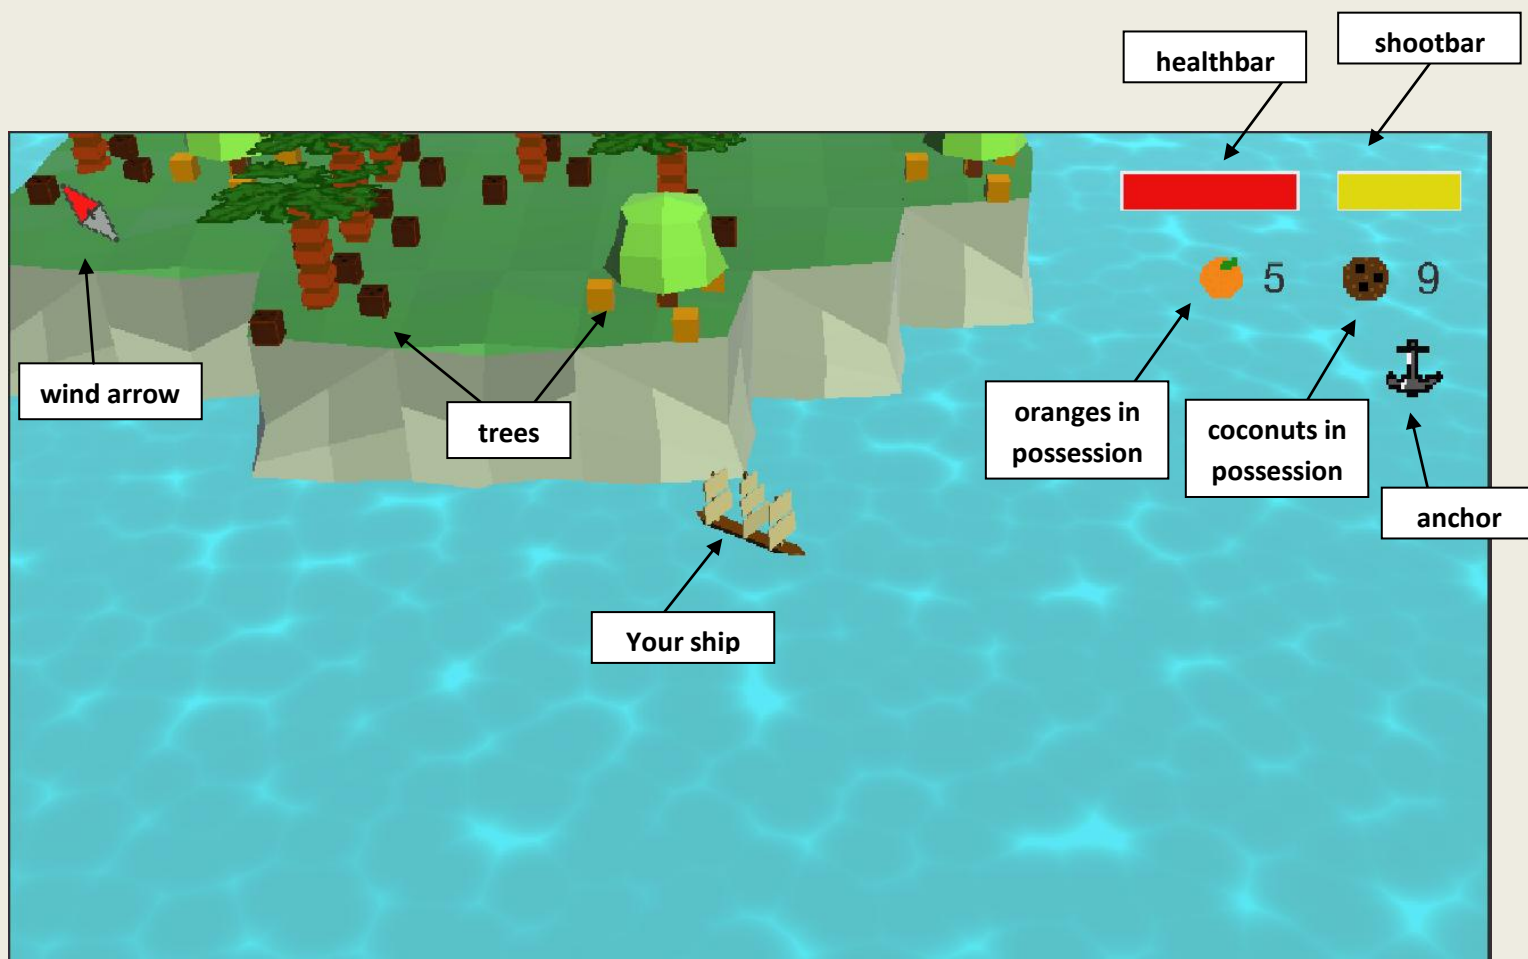 shootbar
healthbar
5
9
wind arrow
trees
oranges in
possession
coconuts in
possession
anchor
Your ship